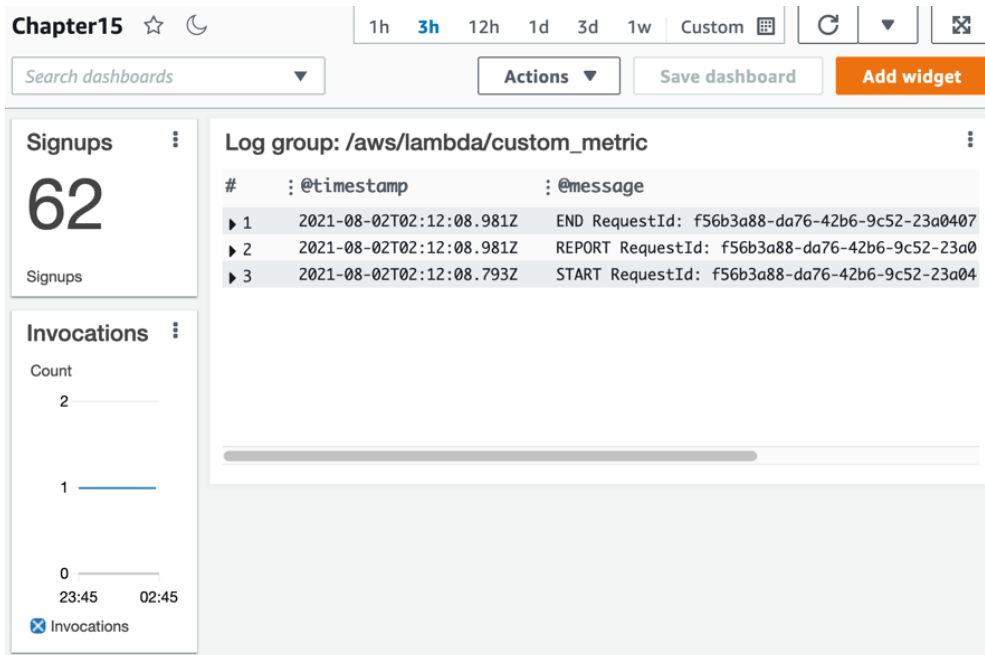 Chapter15
1h 3h 12h 1d 3d 1w Custom
Search dashboards
Actions
Save dashboard
Add widget
Signups
62
Signups
Log group: /aws/lambda/custom_metric
# @timestamp @message
1 2021-08-02T02:12:08.981Z END RequestId: f56b3a88-da76-42b6-9c52-23a0407
2 2021-08-02T02:12:08.981Z REPORT RequestId: f56b3a88-da76-42b6-9c52-23a0
3 2021-08-02T02:12:08.793Z START RequestId: f56b3a88-da76-42b6-9c52-23a04
Invocations
Count
2
1
0
23:45 02:45
Invocations